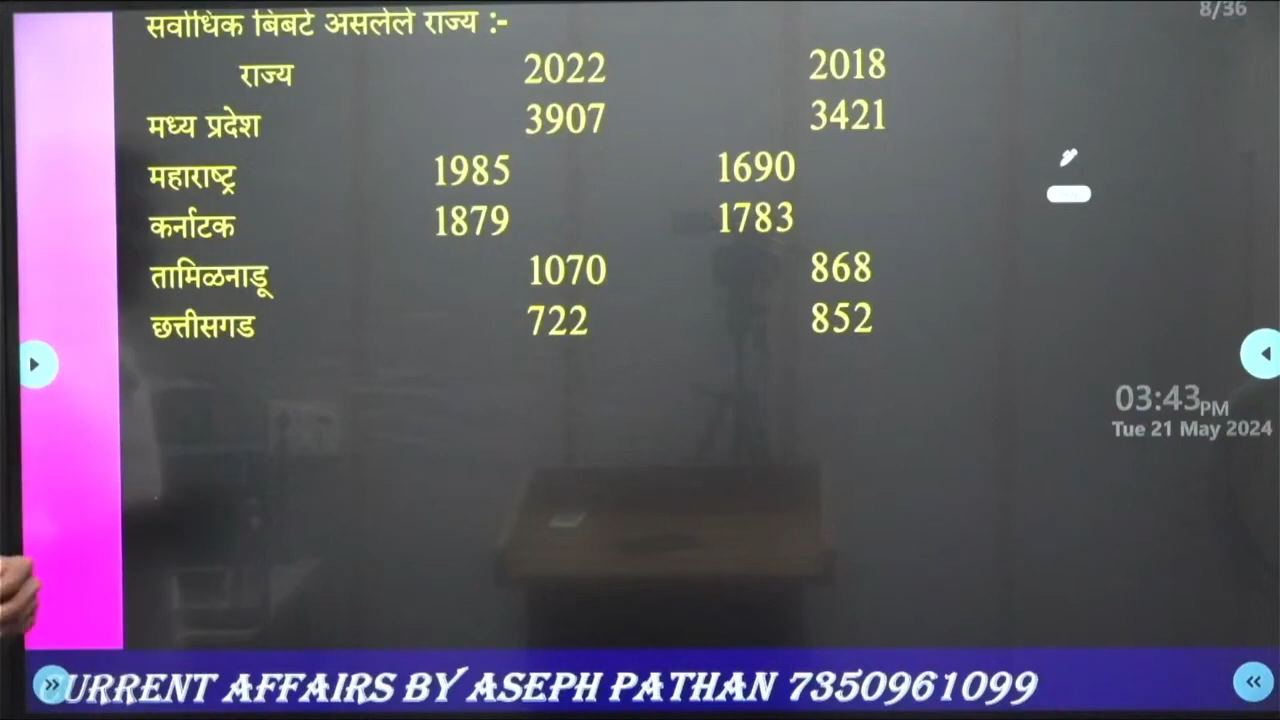 8/36
सर्वाधिक बिबटे असलेले राज्य :-
राज्य 2022 2018
मध्य प्रदेश 3907 3421
महाराष्ट्र 1985 1690
कर्नाटक 1879 1783
तामिळनाडू 1070 868
छत्तीसगड 722 852
03:43PM
Tue 21 May 2024
URRENT AFFAIRS BY ASEPH PATHAN 7350961099